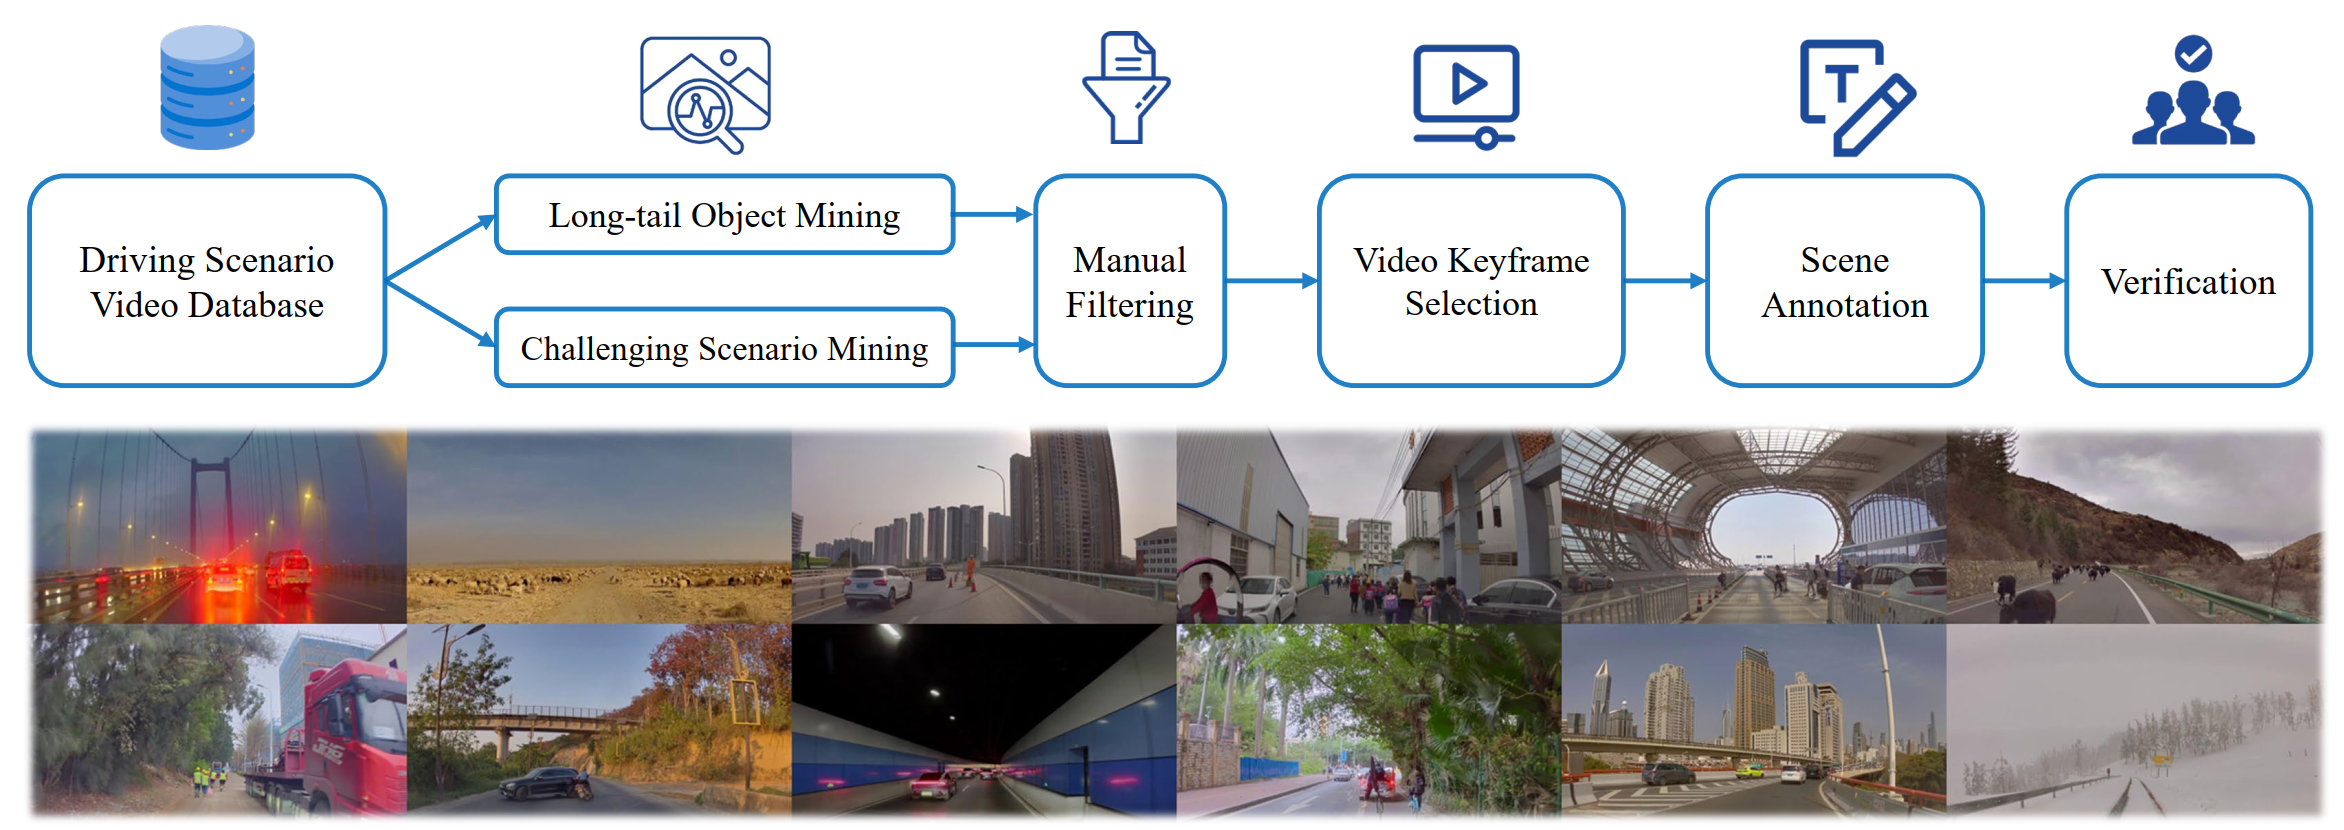 Driving Scenario
Video Database
Long-tail Object Mining
Challenging Scenario Mining
Manual
Filtering
Video Keyframe
Selection
T
Scene
Annotation
Verification